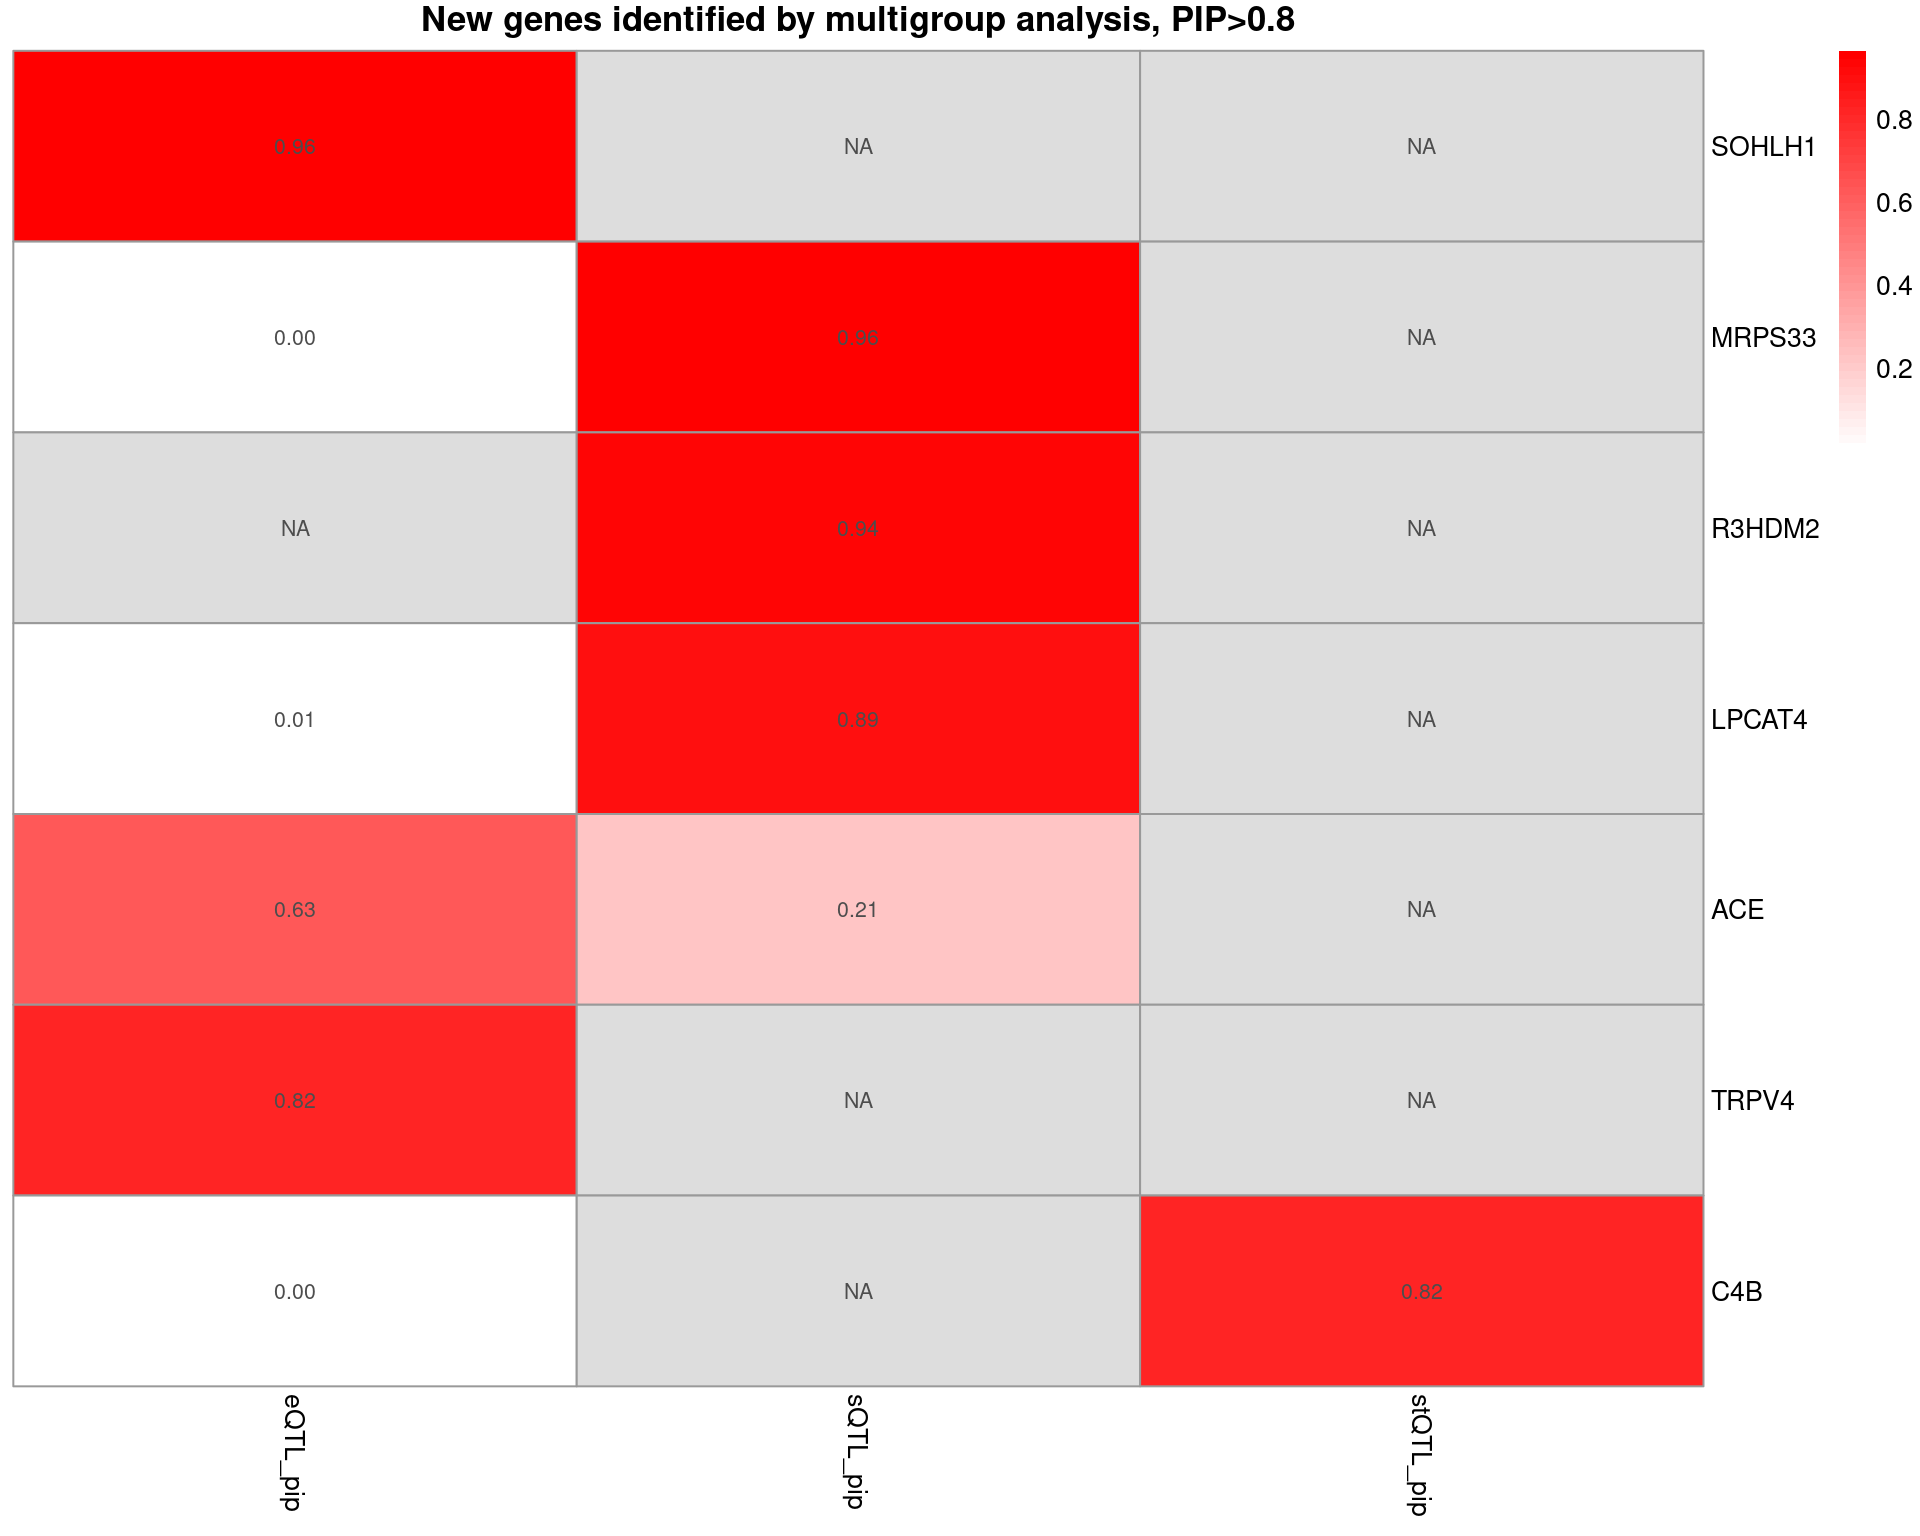 New genes identified by multigroup analysis, PIP>0.8
0.96 NA NA SOHLH1
0.00 0.96 NA MRPS33
NA 0.94 NA R3HDM2
0.01 0.89 NA LPCAT4
0.63 0.21 NA ACE
0.82 NA NA TRPV4
0.00 NA 0.82 C4B
eQTL_pip sQTL_pip stQTL_pip
0.8
0.6
0.4
0.2